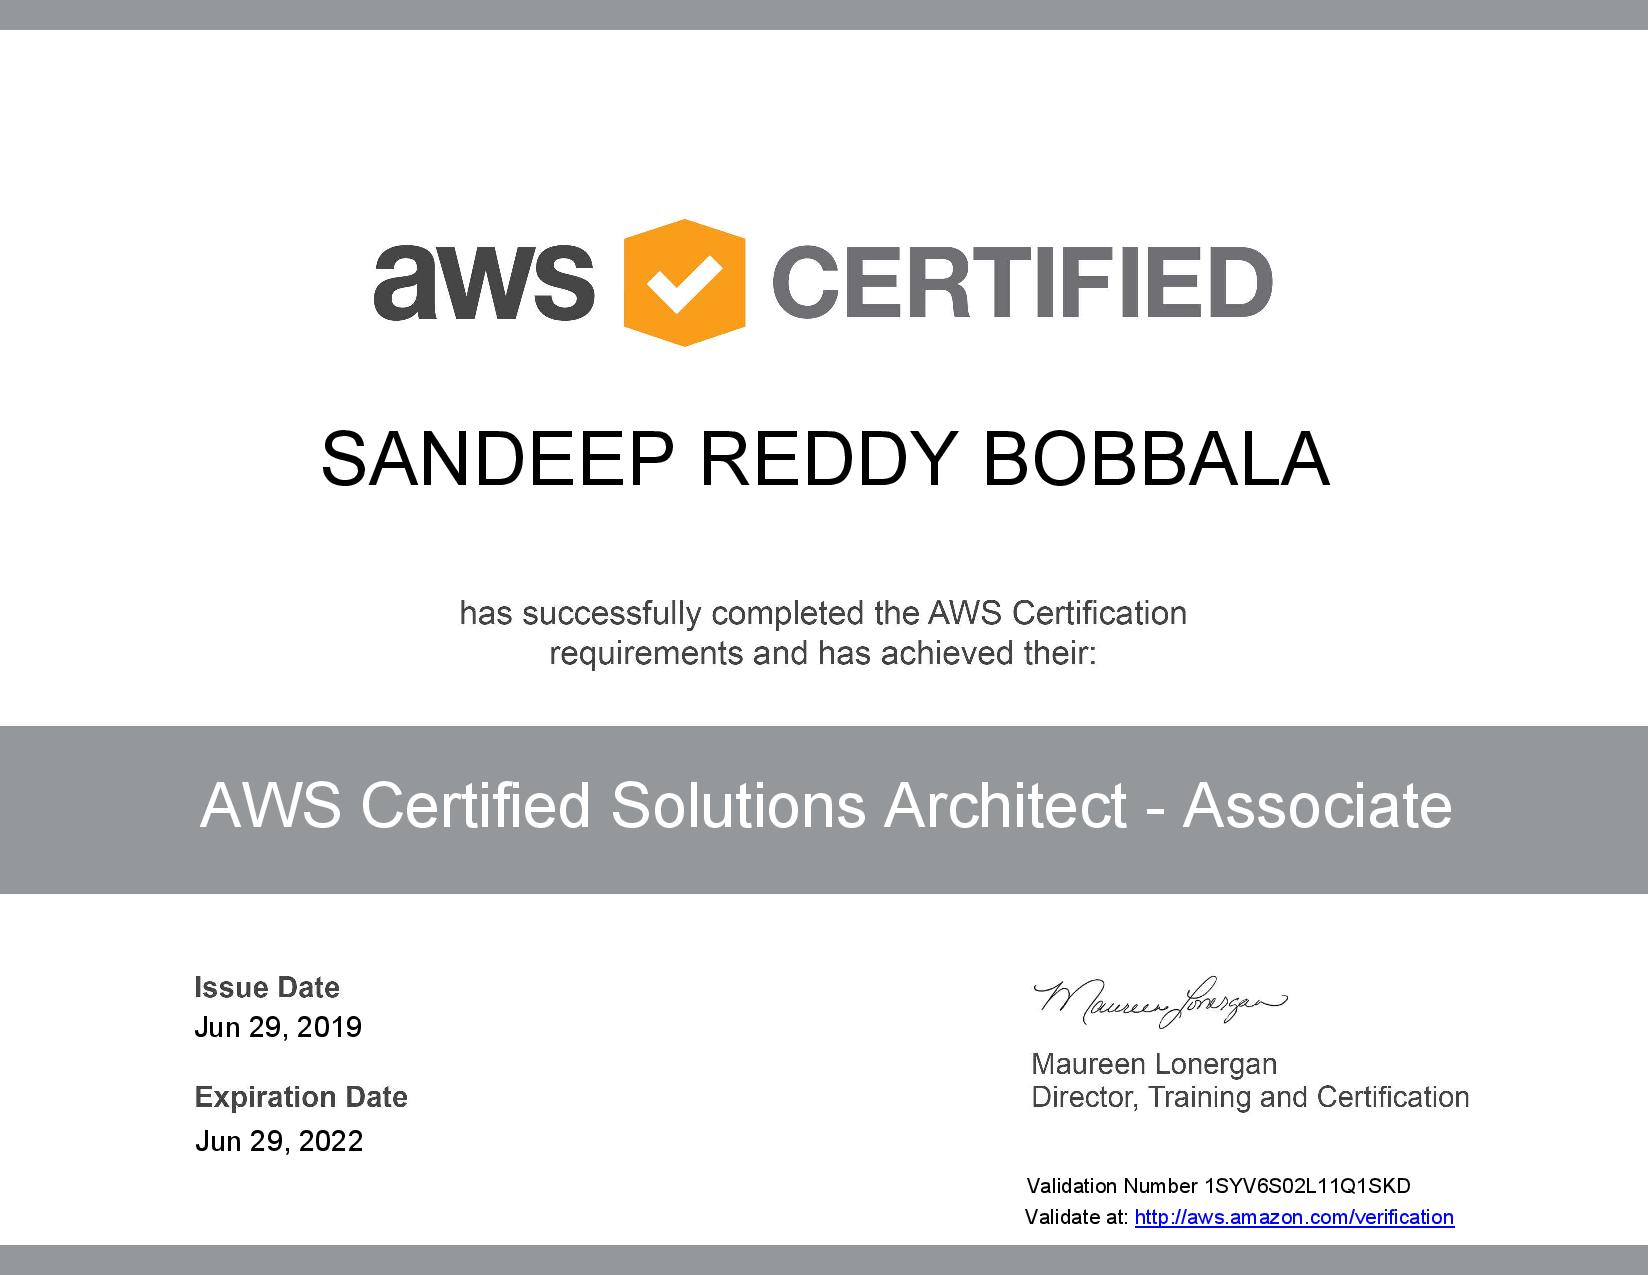 aws CERTIFIED
SANDEEP REDDY BOBBALA
has successfully completed the AWS Certification
requirements and has achieved their:
AWS Certified Solutions Architect - Associate
Issue Date
Jun 29, 2019
Expiration Date
Jun 29, 2022
Maureen Lonergan
Maureen Lonergan
Director, Training and Certification
Validation Number 1SYV6S02L11Q1SKD
Validate at: http://aws.amazon.com/verification